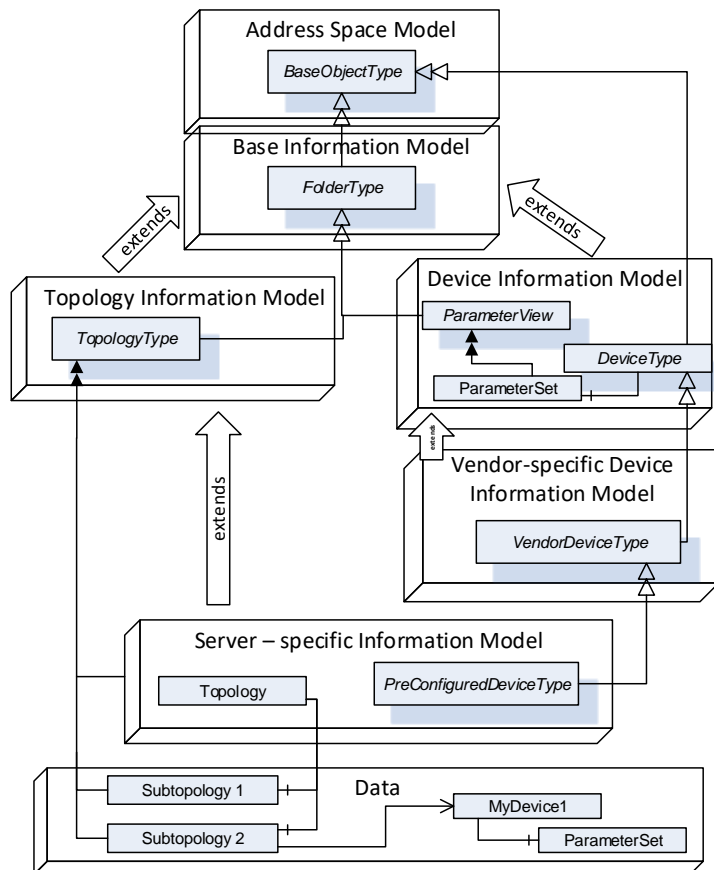 Address Space Model
BaseObjectType
Base Information Model
FolderType
extends
extends
Topology Information Model
TopologyType
Device Information Model
ParameterView
DeviceType
ParameterSet
extends
extends
Vendor-specific Device
Information Model
VendorDeviceType
Server – specific Information Model
Topology
PreConfiguredDeviceType
Data
Subtopology 1
MyDevice1
Subtopology 2
ParameterSet